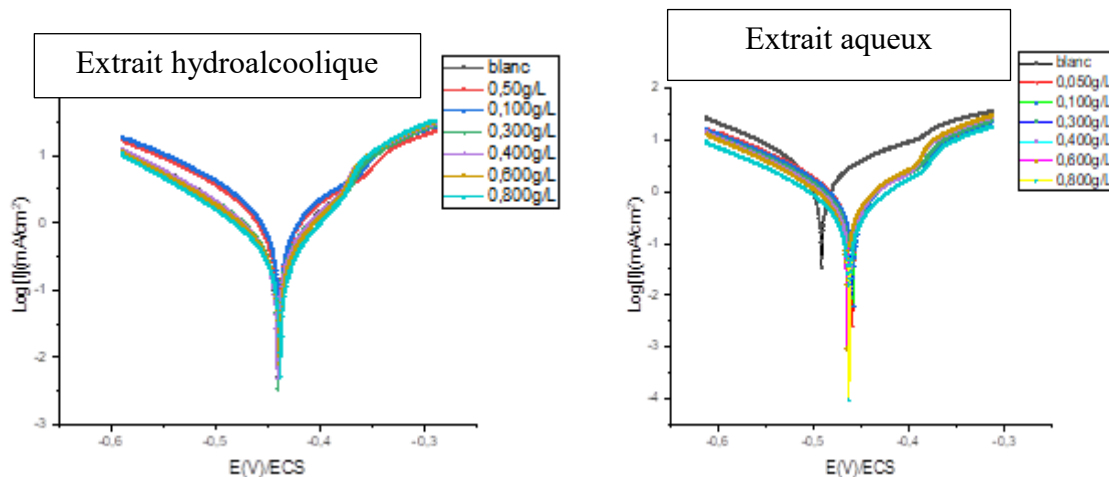 Extrait hydroalcoolique
blanc
0,50g/L
0,100g/L
0,300g/L
0,400g/L
0,600g/L
0,800g/L
1
0
-1
-2
-3
-0,6
-0,5
-0,4
-0,3
Log[I](mA/cm²)
E(V)/ECS
Extrait aqueux
blanc
0,050g/L
0,100g/L
0,300g/L
0,400g/L
0,600g/L
0,800g/L
2
1
0
-1
-2
-3
-4
-0,6
-0,5
-0,4
-0,3
Log[I](mA/cm²)
E(V)/ECS